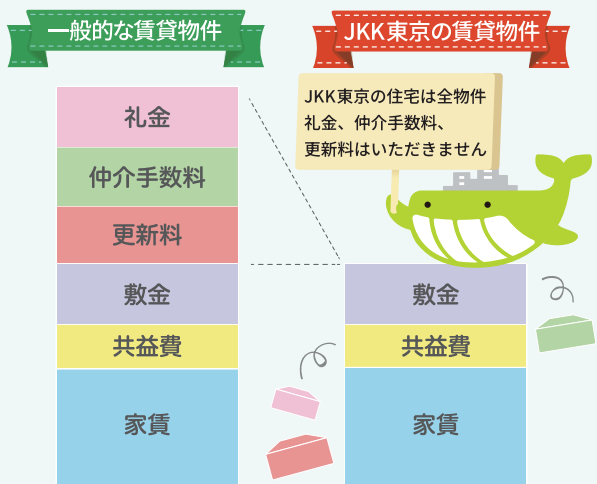 一般的な賃貸物件
礼金
仲介手数料
更新料
敷金
共益費
家賃
JKK東京の賃貸物件
JKK東京の住宅は全物件
礼金、仲介手数料、
更新料はいただきません
敷金
共益費
家賃